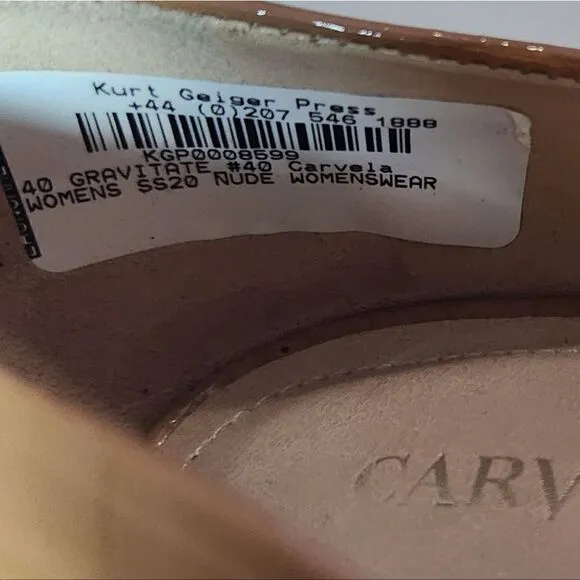 Kurt Geiger Press
+44 (0)207 546 1888
KGP0008599
40 GRAVITATE #40 Carvela
WOMENS SS20 NUDE WOMENSWEAR
CARV